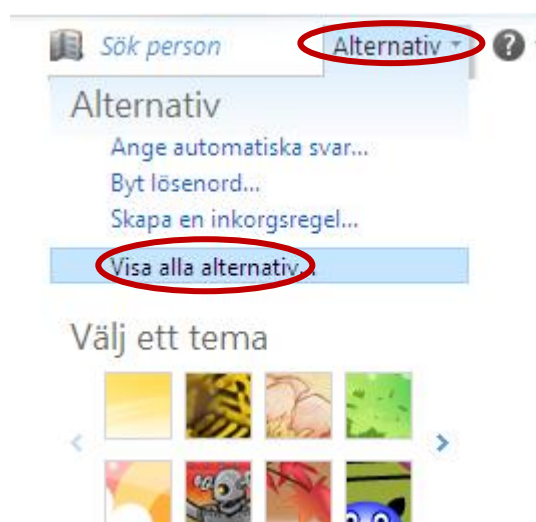 Sök person Alternativ ?
Alternativ
Ange automatiska svar...
Byt lösenord...
Skapa en inkorgsregel...
Visa alla alternativ...
Välj ett tema